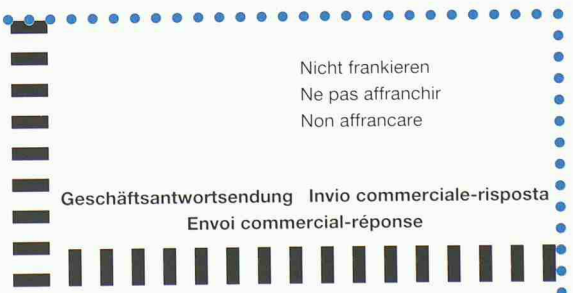 Nicht frankieren
Ne pas affranchir
Non affrancare
Geschäftsantwortsendung Invio commerciale-risposta
Envoi commercial-réponse